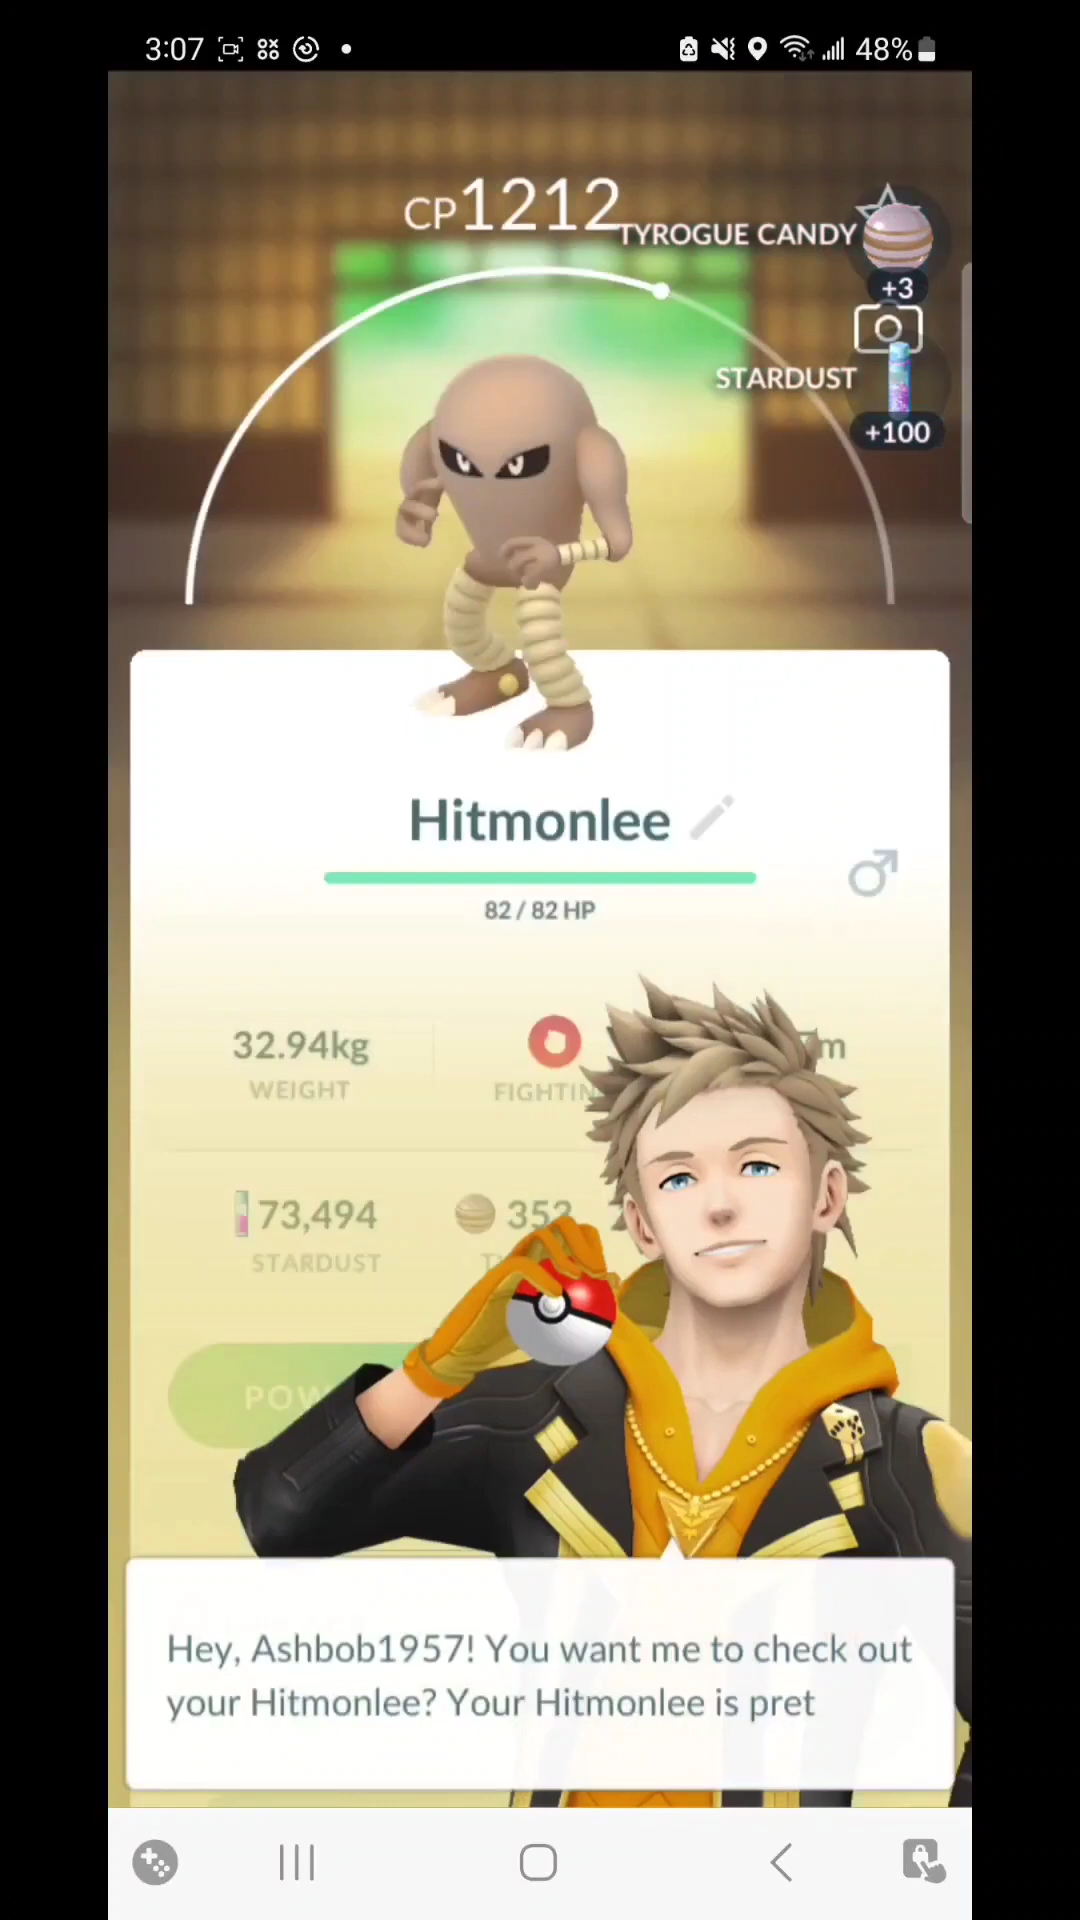 3:07
48%
CP1212
TYROGUE CANDY
+3
STARDUST
+100
Hitmonlee
82 / 82 HP
32.94kg
m
WEIGHT
73,494
353
STARDUST
Hey, Ashbob1957! You want me to check out
your Hitmonlee? Your Hitmonlee is pret